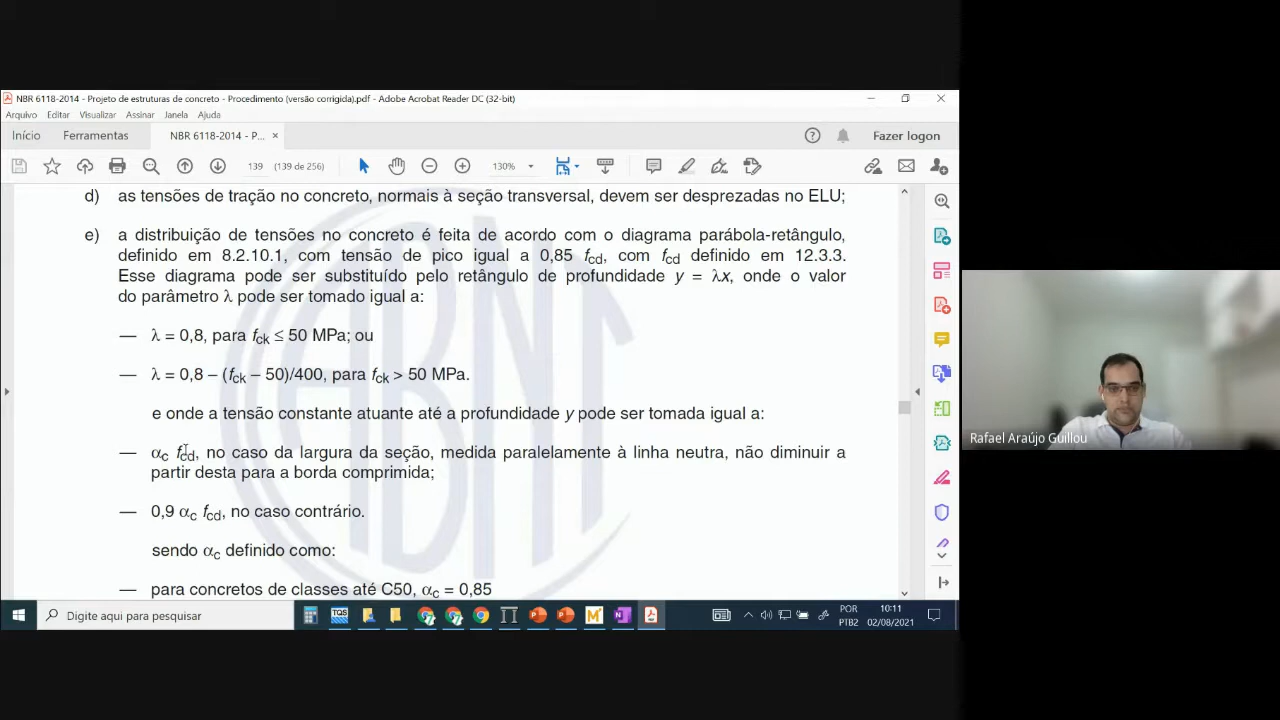 NBR 6118-2014 - Projeto de estruturas de concreto - Procedimento (versão corrigida).pdf - Adobe Acrobat Reader DC (32-bit)
Arquivo Editar Visualizar Assinar Janela Ajuda
Início Ferramentas NBR 6118-2014 - P... × Fazer logon
139 (139 de 256) 130%
d) as tensões de tração no concreto, normais à seção transversal, devem ser desprezadas no ELU;
e) a distribuição de tensões no concreto é feita de acordo com o diagrama parábola-retângulo,
definido em 8.2.10.1, com tensão de pico igual a 0,85 fcd, com fcd definido em 12.3.3.
Esse diagrama pode ser substituído pelo retângulo de profundidade y = λx, onde o valor
do parâmetro λ pode ser tomado igual a:
— λ = 0,8, para fck ≤ 50 MPa; ou
— λ = 0,8 – (fck – 50)/400, para fck > 50 MPa.
e onde a tensão constante atuante até a profundidade y pode ser tomada igual a:
— αc fcd, no caso da largura da seção, medida paralelamente à linha neutra, não diminuir a
partir desta para a borda comprimida;
— 0,9 αc fcd, no caso contrário.
sendo αc definido como:
— para concretos de classes até C50, αc = 0,85
ABNT
Rafael Araújo Guillou
Digite aqui para pesquisar
TQS
POR
PTB2
10:11
02/08/2021